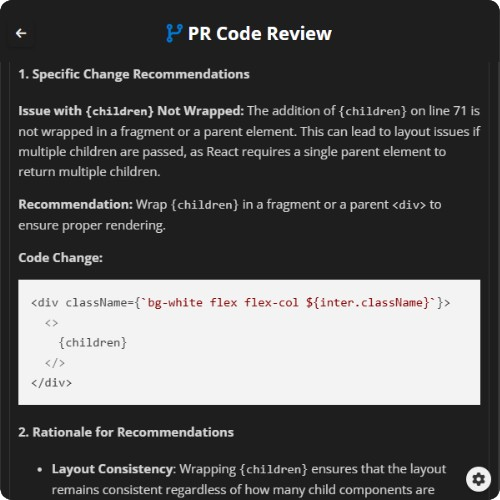 PR Code Review
1. Specific Change Recommendations
Issue with {children} Not Wrapped: The addition of {children} on line 71 is
not wrapped in a fragment or a parent element. This can lead to layout issues if
multiple children are passed, as React requires a single parent element to
return multiple children.
Recommendation: Wrap {children} in a fragment or a parent <div> to
ensure proper rendering.
Code Change:
<div className={`bg-white flex flex-col ${inter.className}`}>
  <>
    {children}
  </>
</div>
2. Rationale for Recommendations
• Layout Consistency: Wrapping {children} ensures that the layout
remains consistent regardless of how many child components are